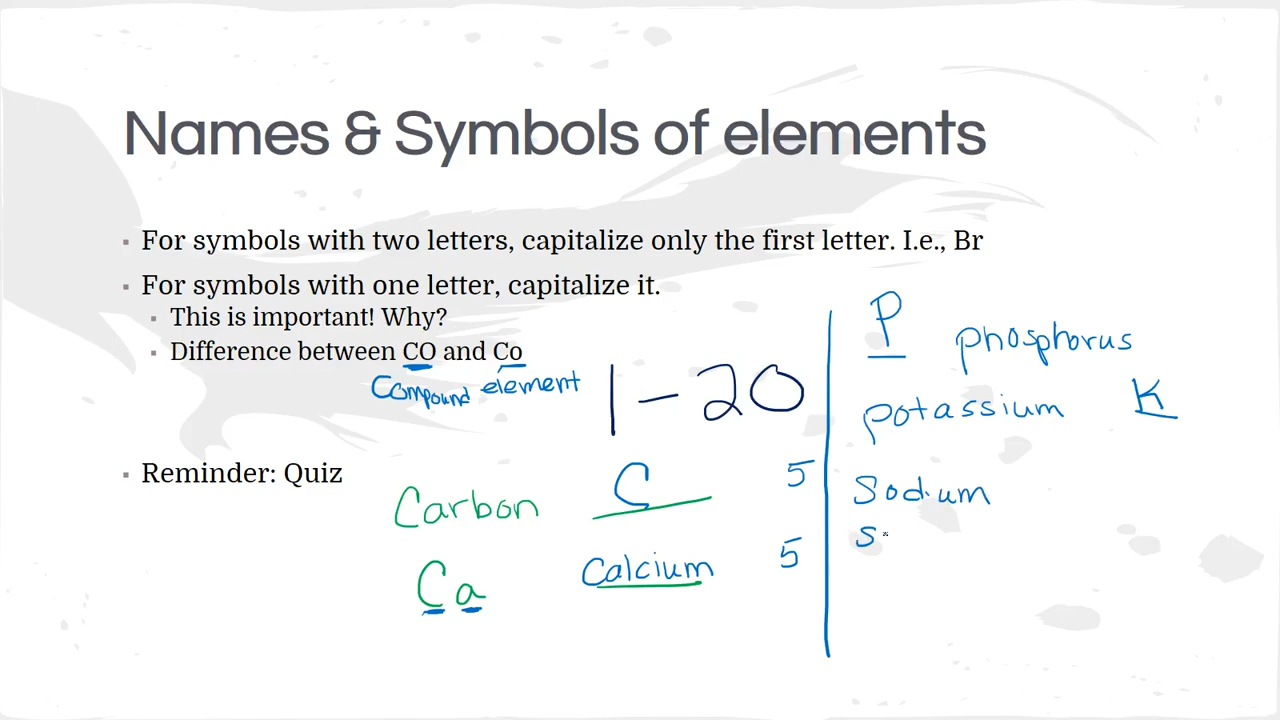 Names & Symbols of elements
▪ For symbols with two letters, capitalize only the first letter. I.e., Br
▪ For symbols with one letter, capitalize it.
▪ This is important! Why?
▪ Difference between CO and Co
Compound element
1-20
▪ Reminder: Quiz
Carbon C 5
Ca Calcium 5
P phosphorus
potassium K
Sodium
S